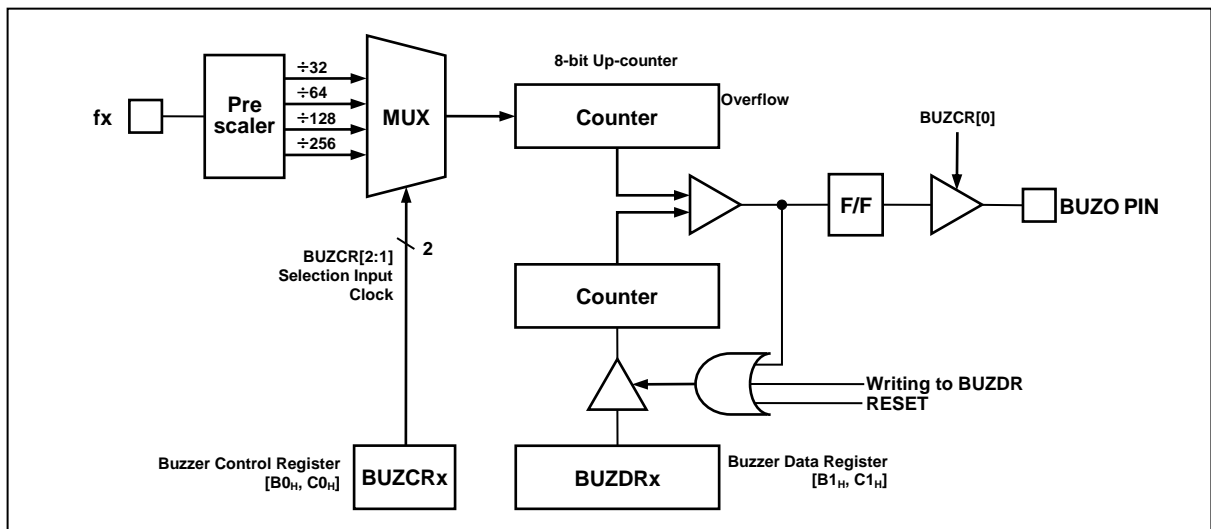 8-bit Up-counter
fx
Pre
scaler
÷32
÷64
÷128
÷256
MUX
Counter
Overflow
BUZCR[0]
F/F
BUZO PIN
BUZCR[2:1]
Selection Input
Clock
2
Counter
Writing to BUZDR
RESET
Buzzer Control Register
[B0H, C0H]
BUZCRx
BUZDRx
Buzzer Data Register
[B1H, C1H]